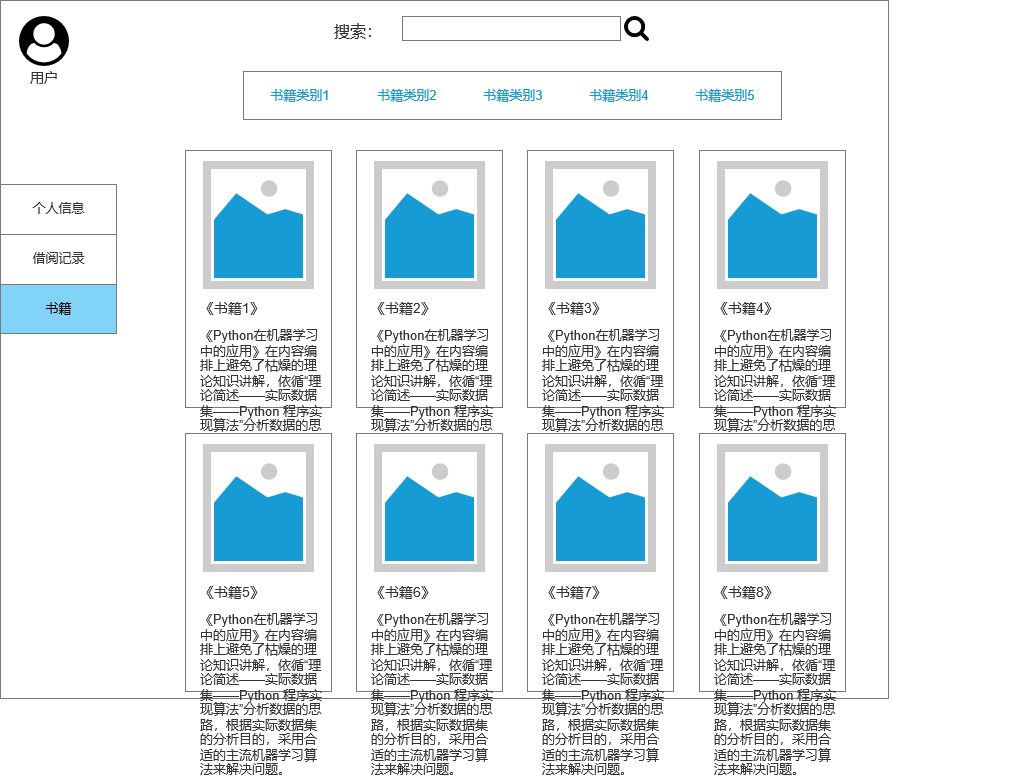 搜索：
用户
书籍类别1 书籍类别2 书籍类别3 书籍类别4 书籍类别5
个人信息
借阅记录
书籍
《书籍1》
《Python在机器学习
中的应用》在内容编
排上避免了枯燥的理
论知识讲解，依循“理
论简述——实际数据
集——Python 程序实
现算法”分析数据的思
《书籍2》
《Python在机器学习
中的应用》在内容编
排上避免了枯燥的理
论知识讲解，依循“理
论简述——实际数据
集——Python 程序实
现算法”分析数据的思
《书籍3》
《Python在机器学习
中的应用》在内容编
排上避免了枯燥的理
论知识讲解，依循“理
论简述——实际数据
集——Python 程序实
现算法”分析数据的思
《书籍4》
《Python在机器学习
中的应用》在内容编
排上避免了枯燥的理
论知识讲解，依循“理
论简述——实际数据
集——Python 程序实
现算法”分析数据的思
《书籍5》
《Python在机器学习
中的应用》在内容编
排上避免了枯燥的理
论知识讲解，依循“理
论简述——实际数据
集——Python 程序实
现算法”分析数据的思
路，根据实际数据集
的分析目的，采用合
适的主流机器学习算
法来解决问题。
《书籍6》
《Python在机器学习
中的应用》在内容编
排上避免了枯燥的理
论知识讲解，依循“理
论简述——实际数据
集——Python 程序实
现算法”分析数据的思
路，根据实际数据集
的分析目的，采用合
适的主流机器学习算
法来解决问题。
《书籍7》
《Python在机器学习
中的应用》在内容编
排上避免了枯燥的理
论知识讲解，依循“理
论简述——实际数据
集——Python 程序实
现算法”分析数据的思
路，根据实际数据集
的分析目的，采用合
适的主流机器学习算
法来解决问题。
《书籍8》
《Python在机器学习
中的应用》在内容编
排上避免了枯燥的理
论知识讲解，依循“理
论简述——实际数据
集——Python 程序实
现算法”分析数据的思
路，根据实际数据集
的分析目的，采用合
适的主流机器学习算
法来解决问题。